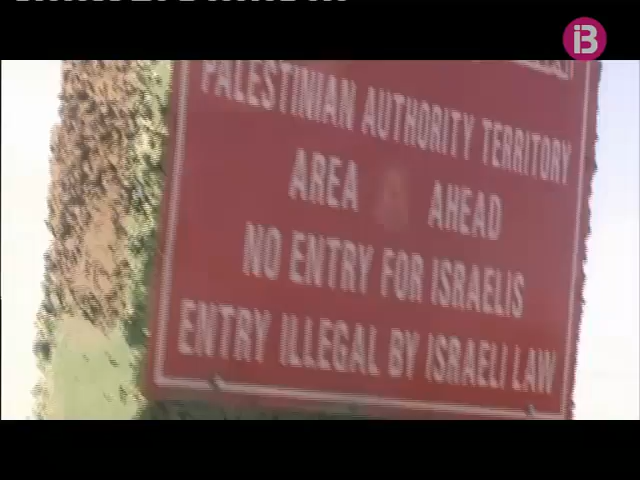 PALESTINIAN AUTHORITY TERRITORY
AREA A AHEAD
NO ENTRY FOR ISRAELIS
ENTRY ILLEGAL BY ISRAELI LAW